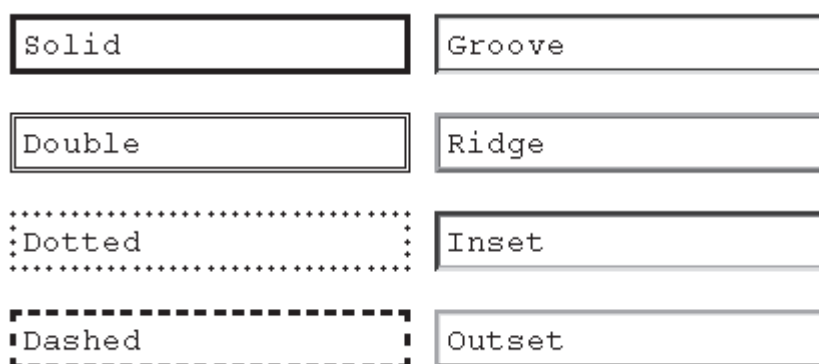 Solid
Groove
Double
Ridge
Dotted
Inset
Dashed
Outset